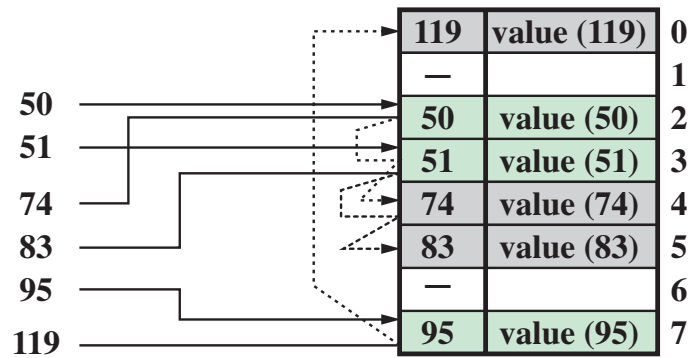 119 value (119) 0
— 1
50
50 value (50) 2
51
51 value (51) 3
74
74 value (74) 4
83
83 value (83) 5
95
— 6
119
95 value (95) 7